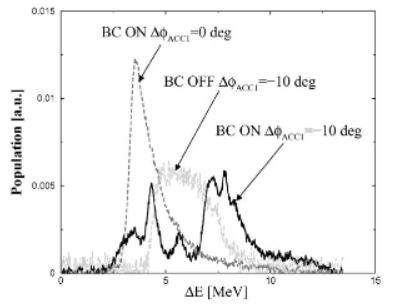 0.015
BC ON Δϕ_ACC1=0 deg
BC OFF Δϕ_ACC1=−10 deg
0.01
BC ON Δϕ_ACC1=−10 deg
Population [a.u.]
0.005
0
0 5 10 15
ΔE [MeV]